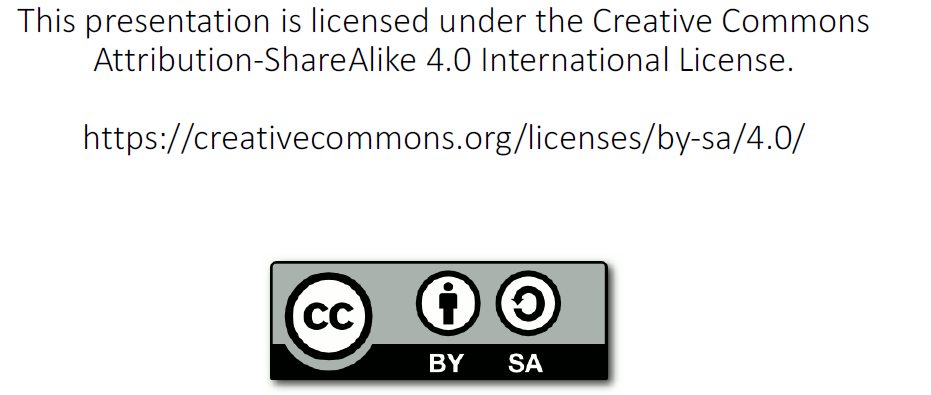 This presentation is licensed under the Creative Commons
Attribution-ShareAlike 4.0 International License.
https://creativecommons.org/licenses/by-sa/4.0/
cc
BY SA